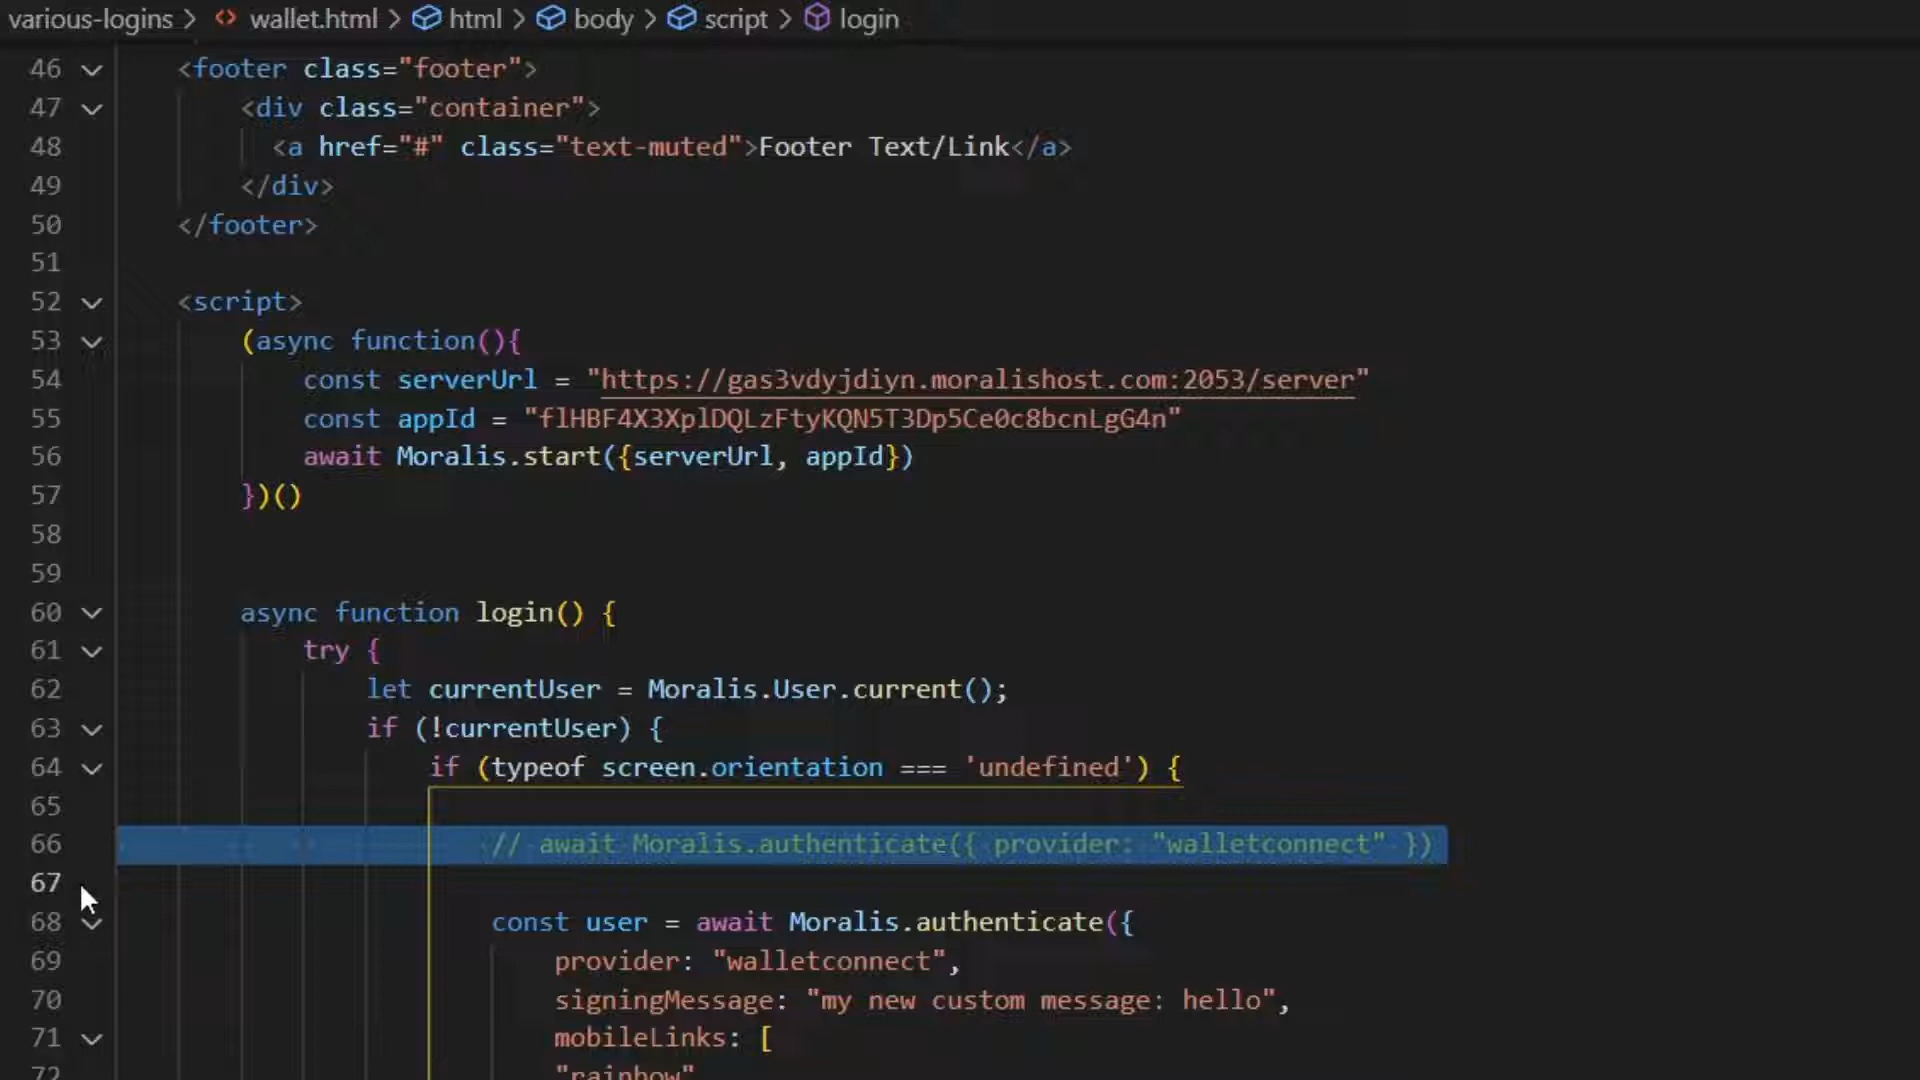 various-logins > wallet.html > html > body > script > login
46 <footer class="footer">
47 <div class="container">
48 <a href="#" class="text-muted">Footer Text/Link</a>
49 </div>
50 </footer>
51
52 <script>
53 (async function(){
54 const serverUrl = "https://gas3vdyjdiyn.moralishost.com:2053/server"
55 const appId = "flHBF4X3XplDQLzFtyKQN5T3Dp5Ce0c8bcnLgG4n"
56 await Moralis.start({serverUrl, appId})
57 })()
58
59
60 async function login() {
61 try {
62 let currentUser = Moralis.User.current();
63 if (!currentUser) {
64 if (typeof screen.orientation === 'undefined') {
65
66 // await Moralis.authenticate({ provider: "walletconnect" })
67
68 const user = await Moralis.authenticate({
69 provider: "walletconnect",
70 signingMessage: "my new custom message: hello",
71 mobileLinks: [
72 "rainbow"